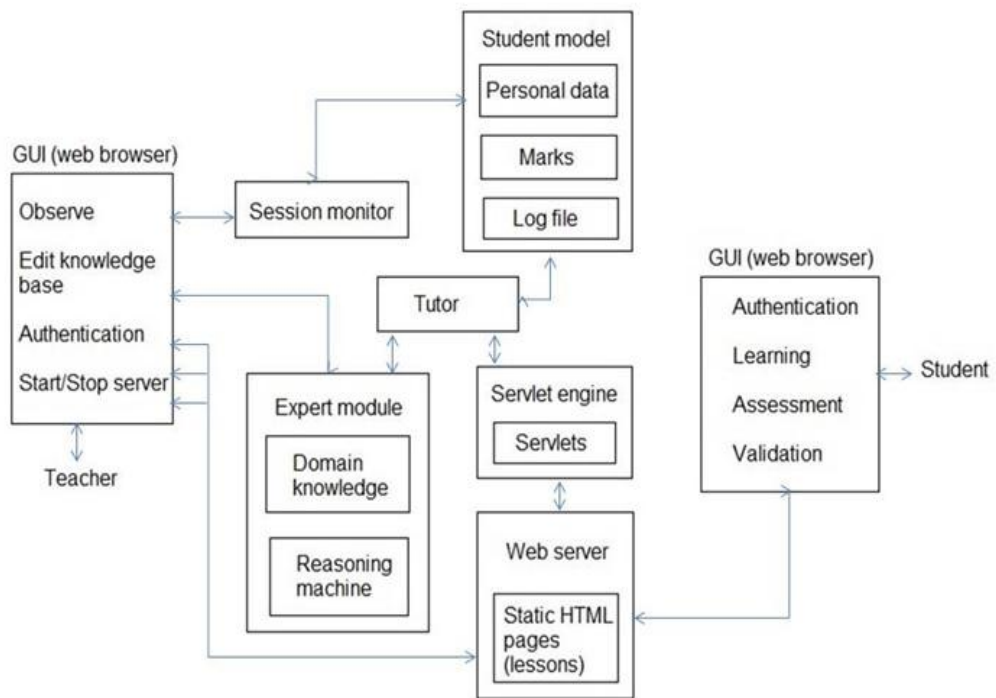 Student model
Personal data
Marks
Log file
GUI (web browser)
Observe
Edit knowledge
base
Authentication
Start/Stop server
Teacher
Session monitor
Tutor
Expert module
Domain
knowledge
Reasoning
machine
Servlet engine
Servlets
Web server
Static HTML
pages
(lessons)
GUI (web browser)
Authentication
Learning
Assessment
Validation
Student